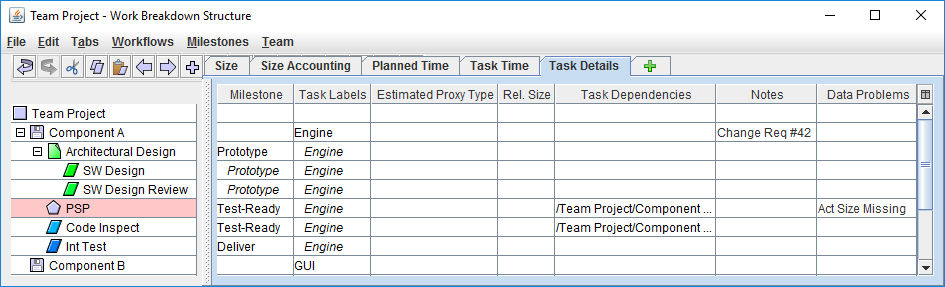 Team Project - Work Breakdown Structure
File Edit Tabs Workflows Milestones Team
Size Size Accounting Planned Time Task Time Task Details
Milestone Task Labels Estimated Proxy Type Rel. Size Task Dependencies Notes Data Problems
Team Project
Component A Engine Change Req #42
Architectural Design Prototype Engine
SW Design Prototype Engine
SW Design Review Prototype Engine
PSP Test-Ready Engine /Team Project/Component ... Act Size Missing
Code Inspect Test-Ready Engine /Team Project/Component ...
Int Test Deliver Engine
Component B GUI